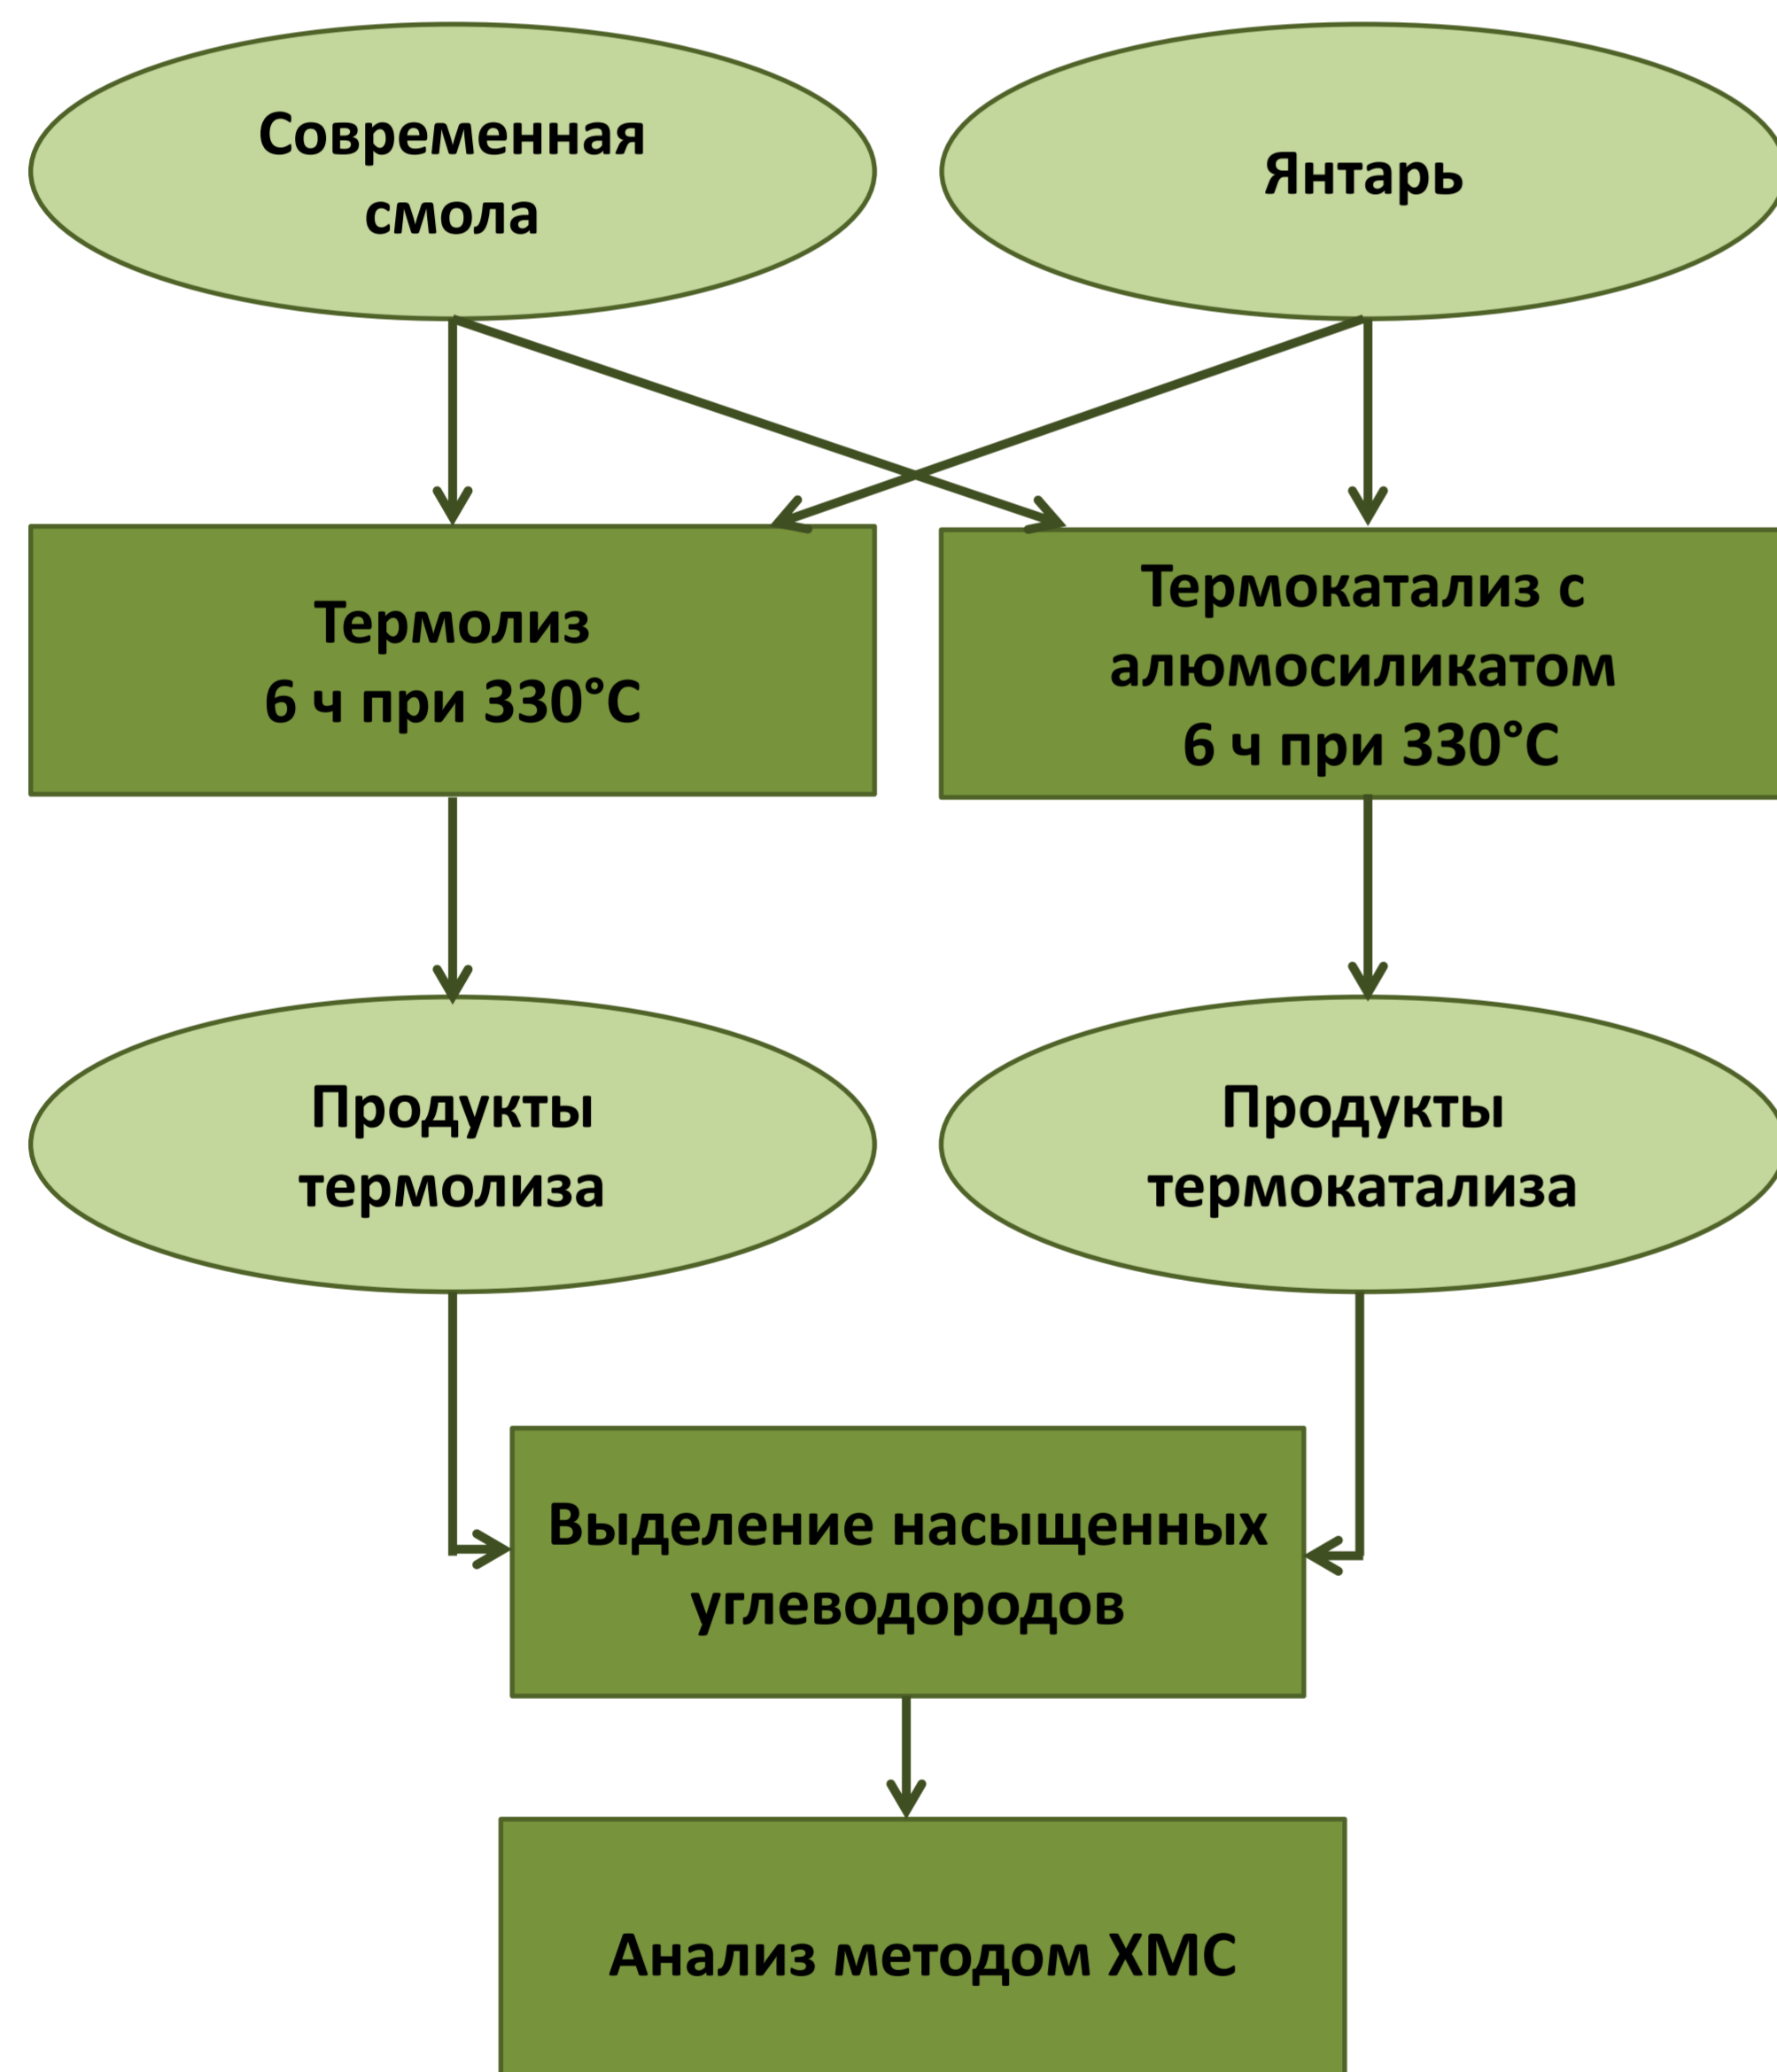 Современная
смола
Янтарь
Термолиз
6 ч при 330°С
Термокатализ с
алюмосиликатом
6 ч при 330°С
Продукты
термолиза
Продукты
термокатализа
Выделение насыщенных
углеводородов
Анализ методом ХМС